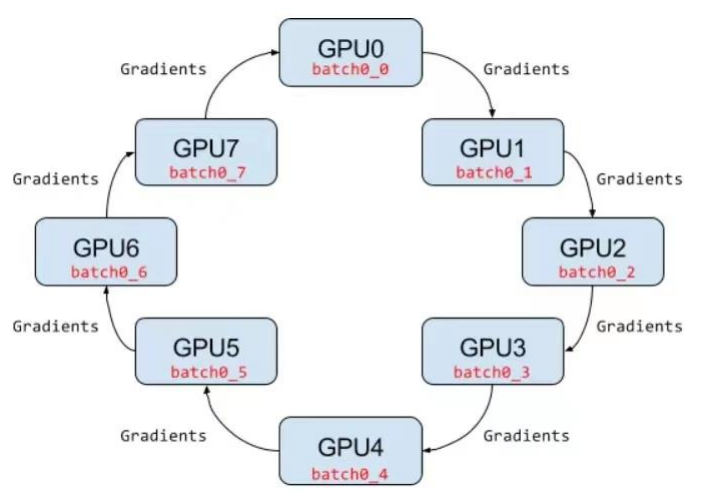 GPU0
batch0_0
Gradients
Gradients
GPU7
batch0_7
GPU1
batch0_1
Gradients
Gradients
GPU6
batch0_6
GPU2
batch0_2
Gradients
Gradients
GPU5
batch0_5
GPU3
batch0_3
Gradients
Gradients
GPU4
batch0_4